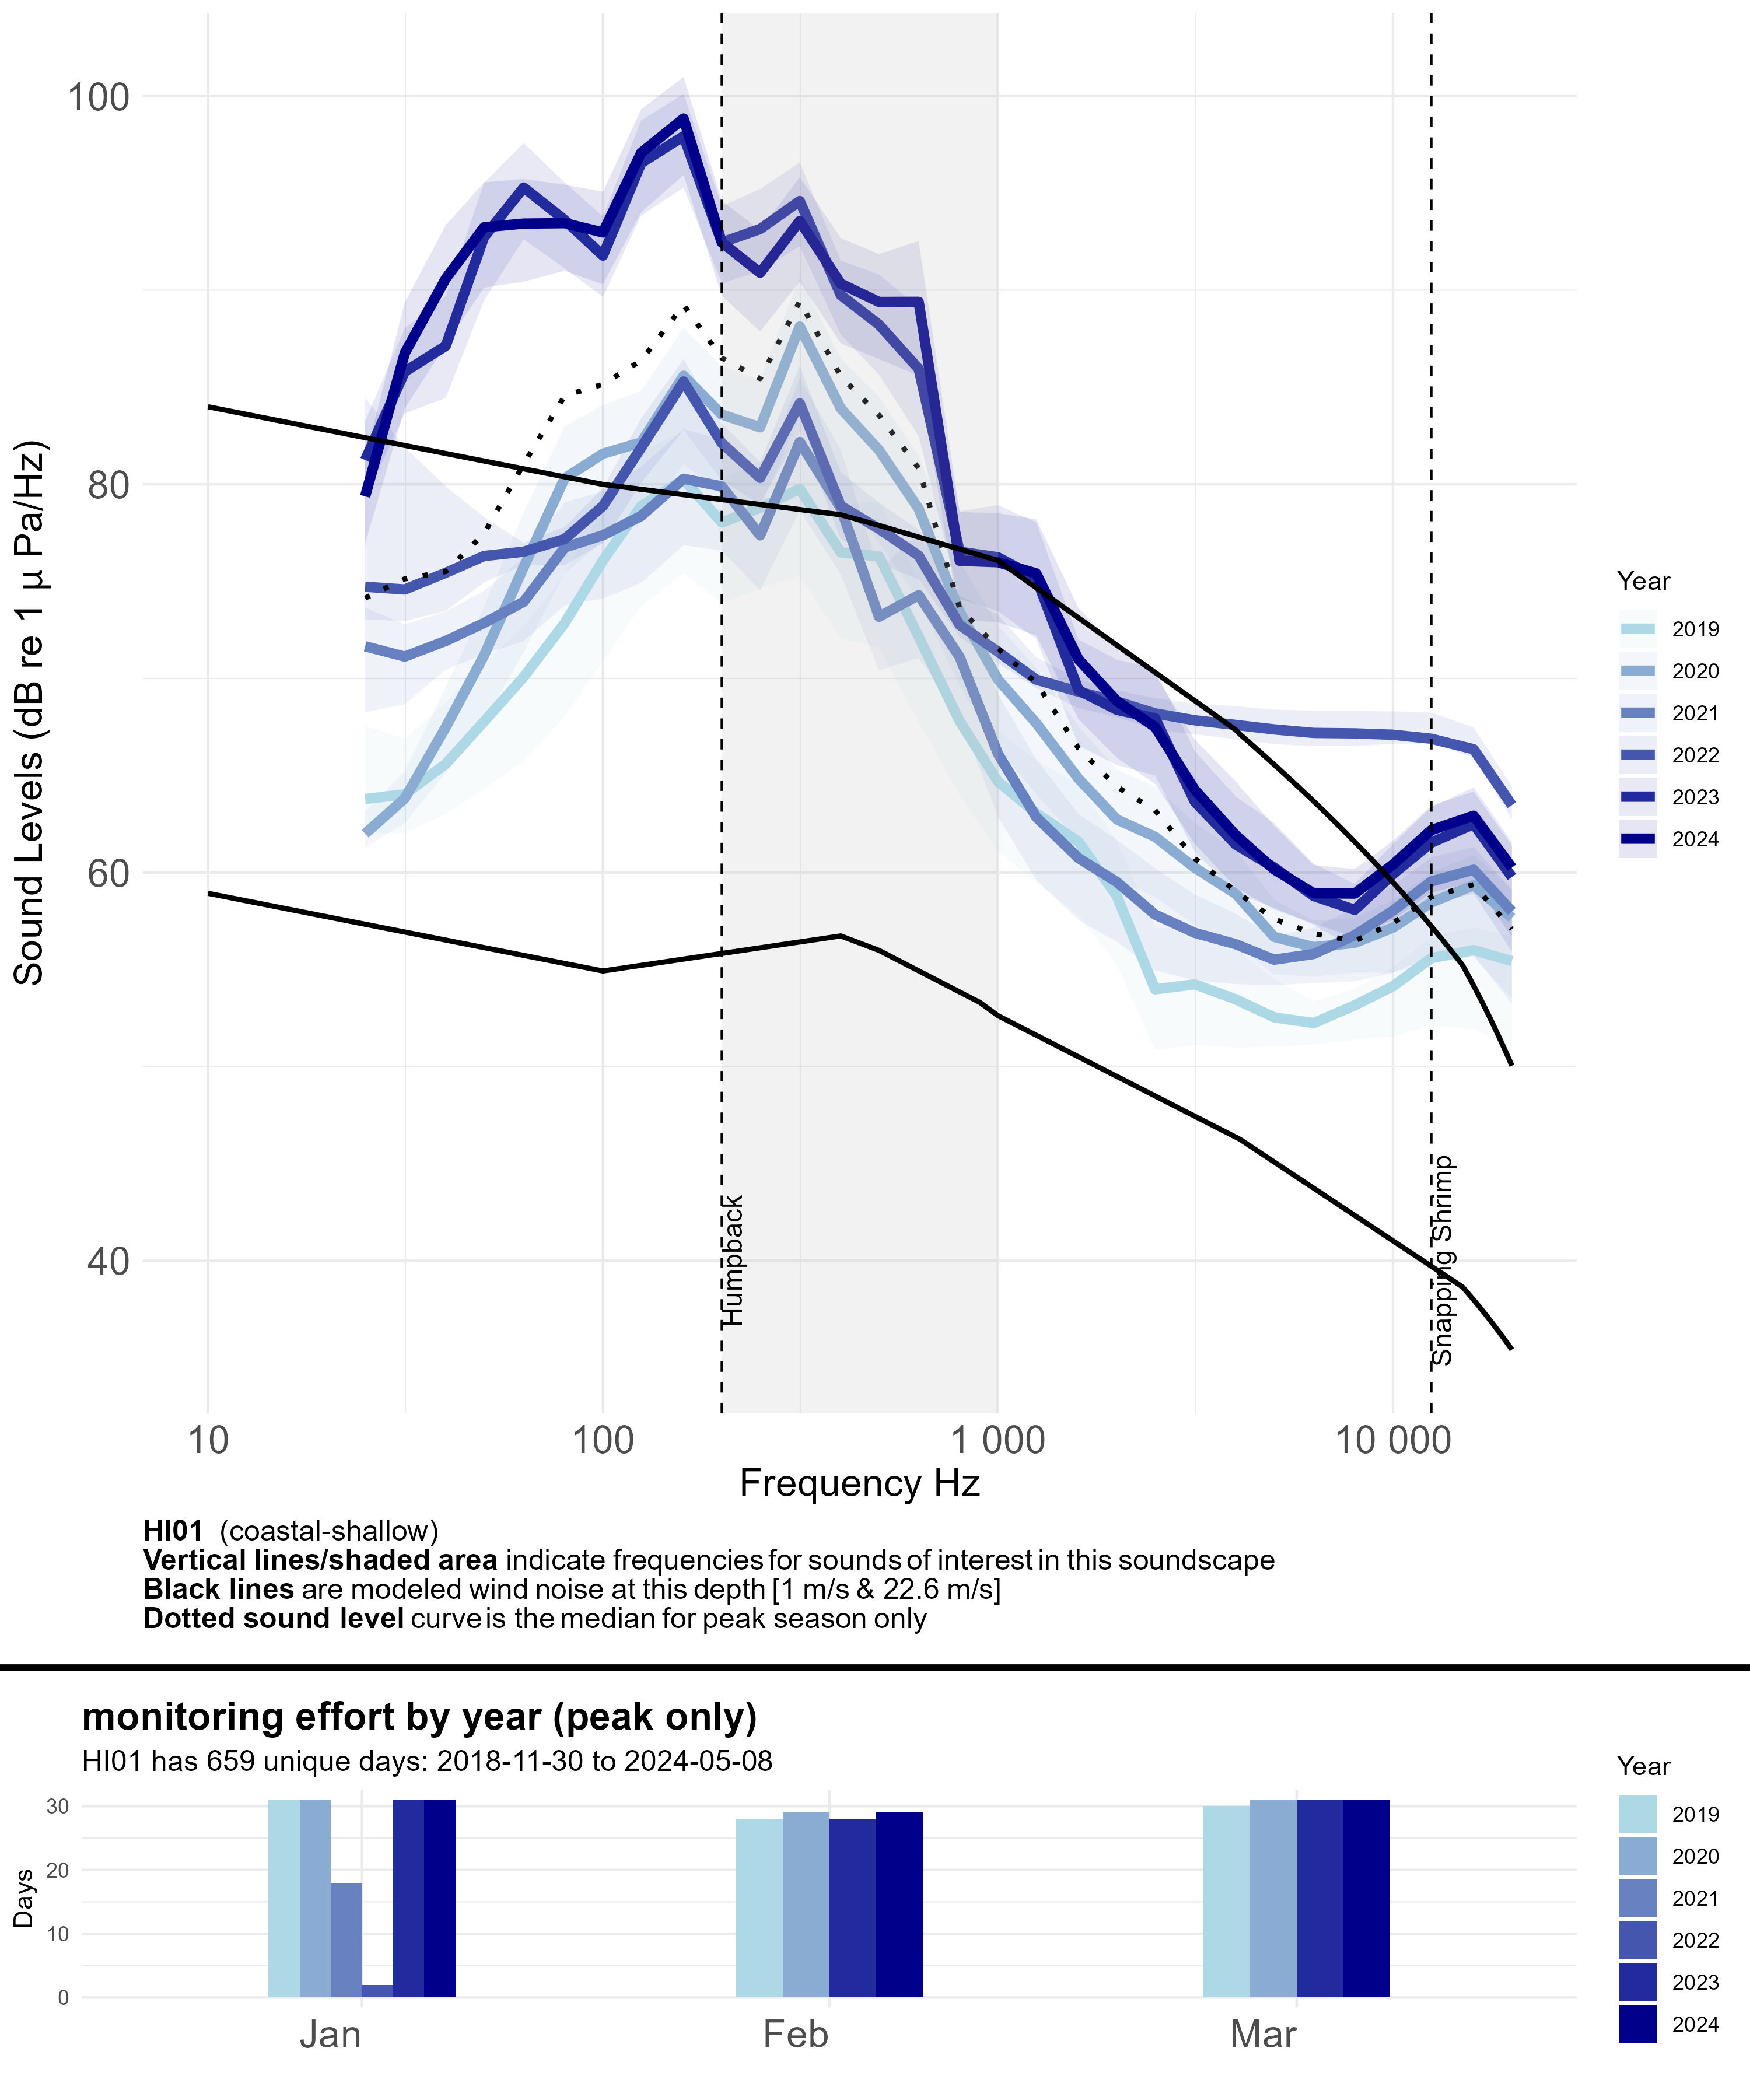 100
80
60
40
Sound Levels (dB re 1 µ Pa/Hz)
Humpback
Snapping Shrimp
10
100
1 000
10 000
Frequency Hz
Year
2019
2020
2021
2022
2023
2024
HI01 (coastal-shallow)
Vertical lines/shaded area indicate frequencies for sounds of interest in this soundscape
Black lines are modeled wind noise at this depth [1 m/s & 22.6 m/s]
Dotted sound level curve is the median for peak season only
monitoring effort by year (peak only)
HI01 has 659 unique days: 2018-11-30 to 2024-05-08
30
20
10
0
Days
Jan
Feb
Mar
Year
2019
2020
2021
2022
2023
2024